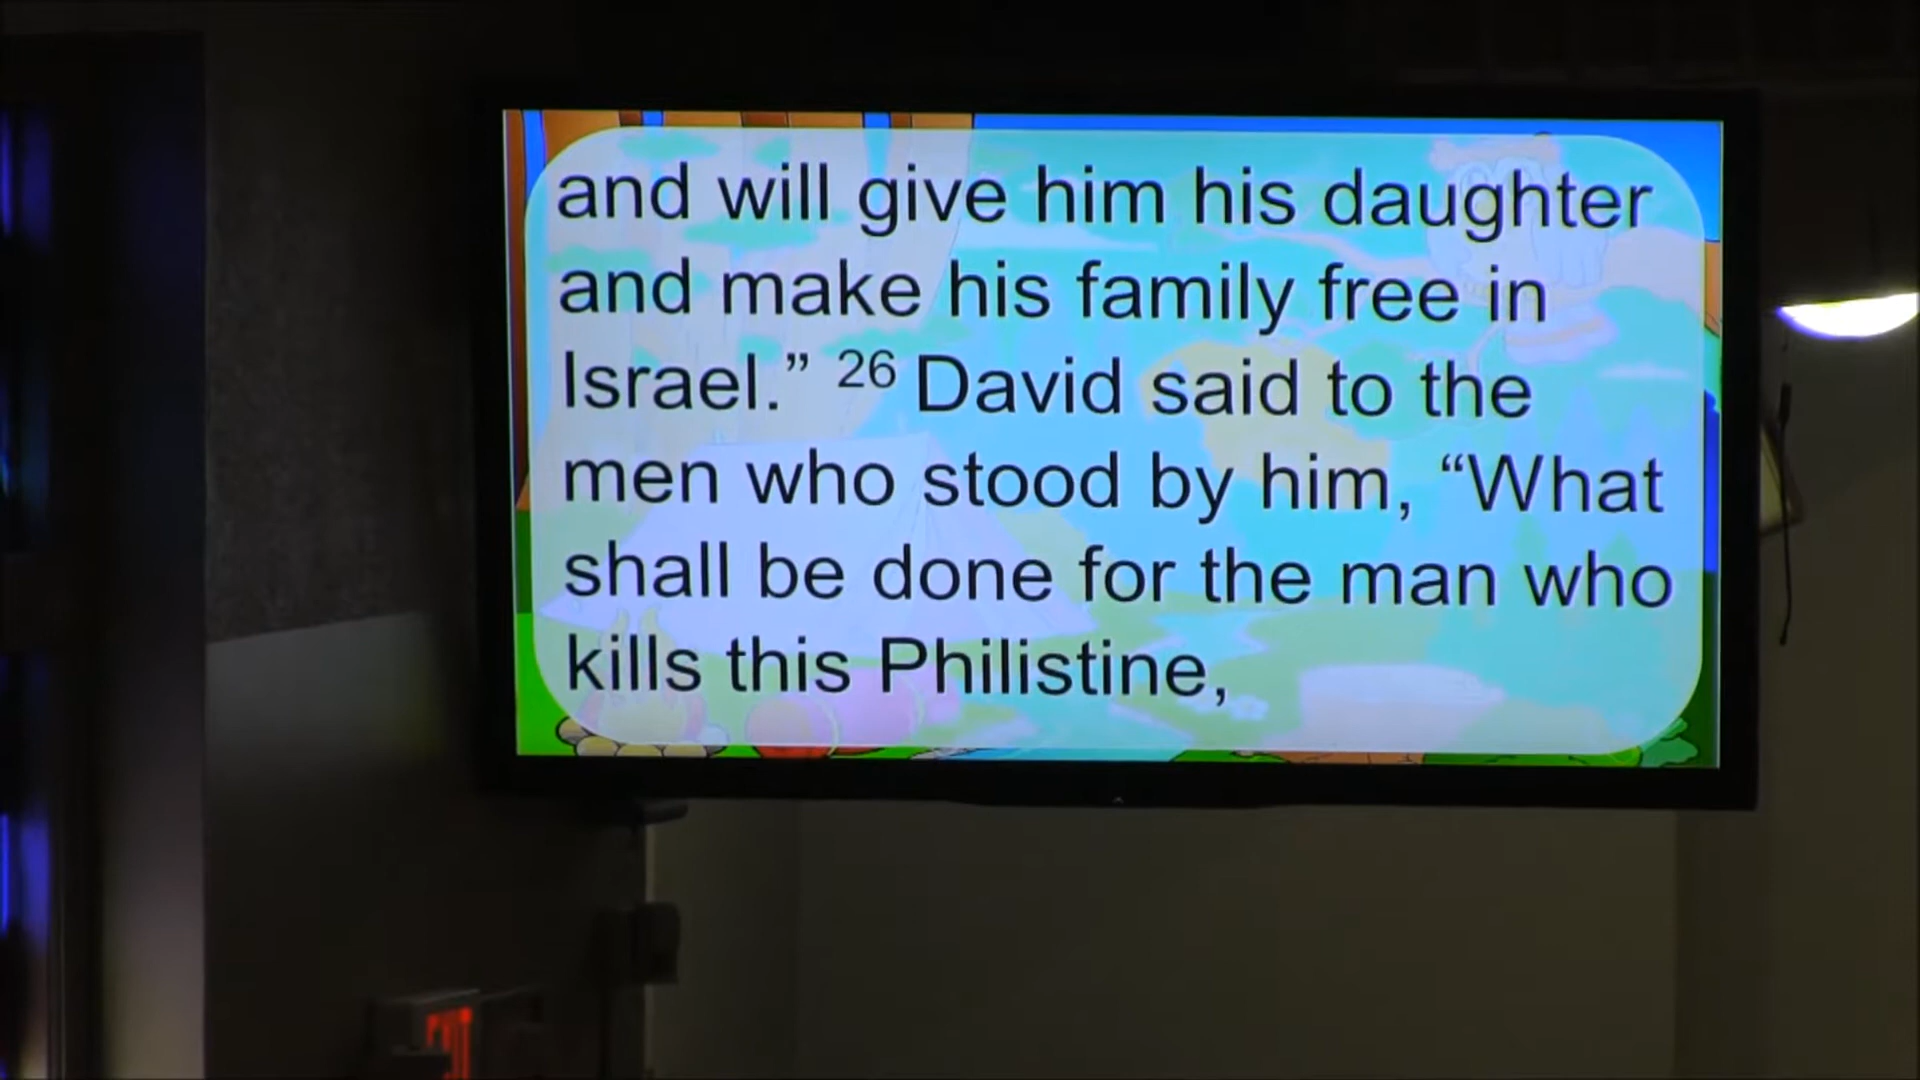 and will give him his daughter
and make his family free in
Israel.” 26 David said to the
men who stood by him, “What
shall be done for the man who
kills this Philistine,